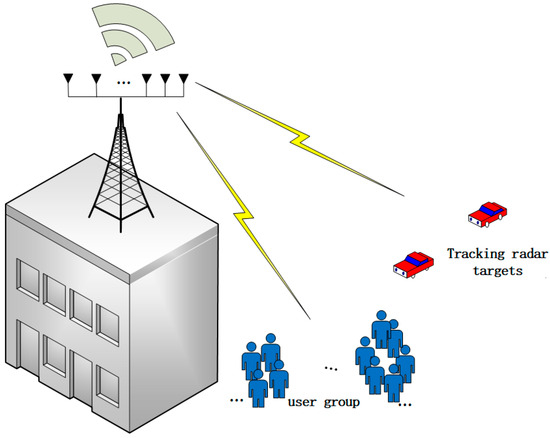 ...
Tracking radar
targets
...
... user group ...